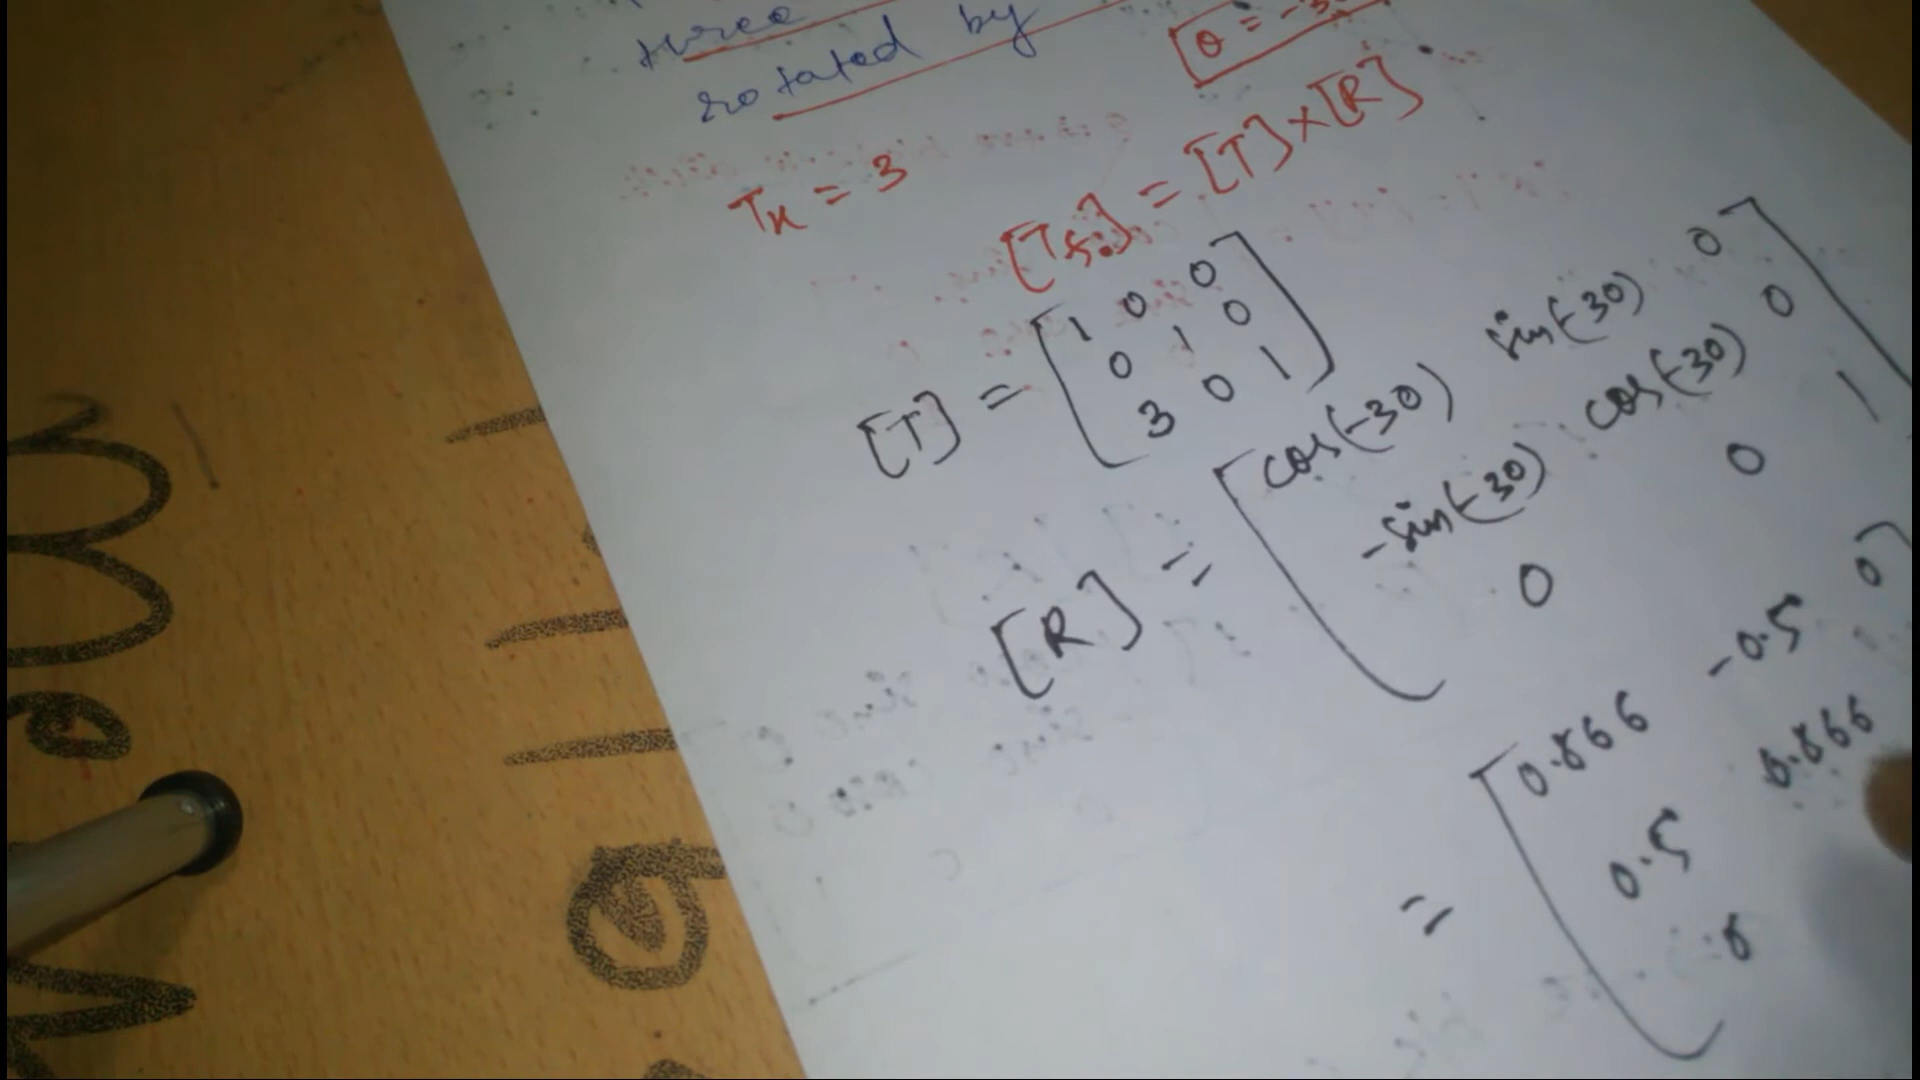 three
rotated by
θ = -3
Tx = 3
[T] × [R]
[T] = [1 0 0
0 1 0
3 0 1]
[R] = [cos(-30) sin(-30) 0
-sin(-30) cos(-30) 0
0 0 1
= [0.866 -0.5 0]
0.5 0.866
0